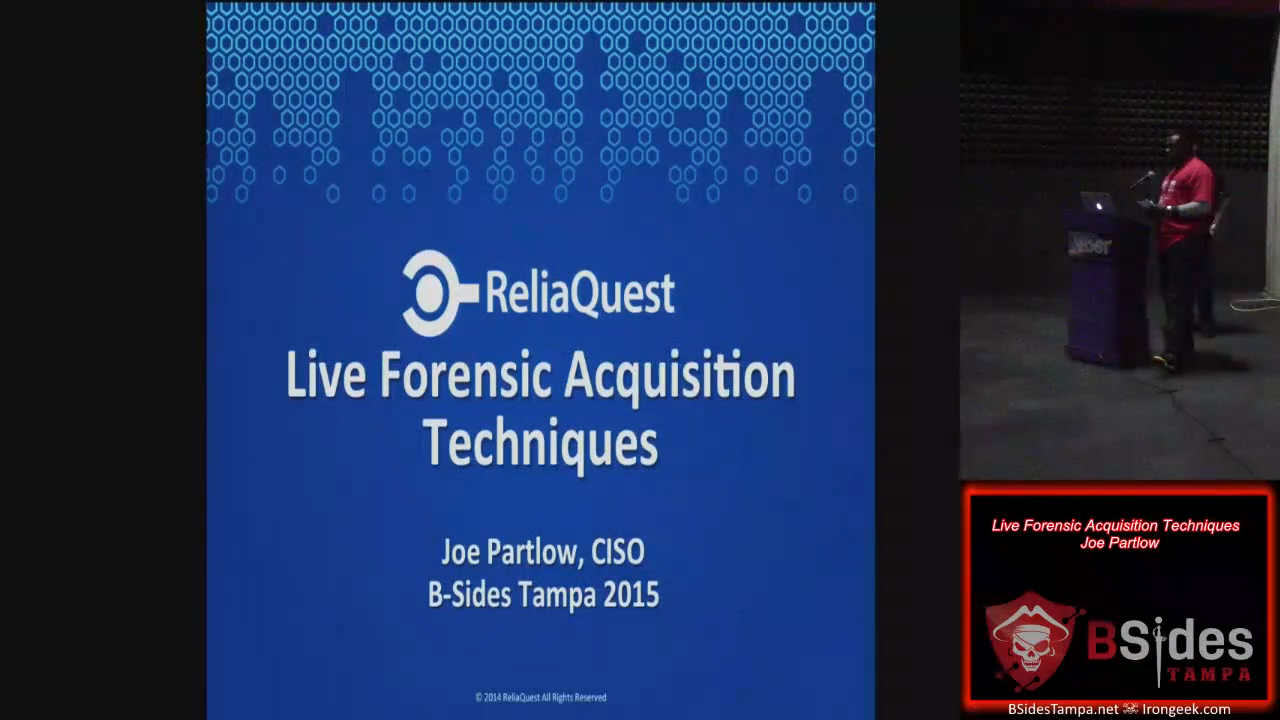 ReliaQuest
Live Forensic Acquisition
Techniques
Joe Partlow, CISO
B-Sides Tampa 2015
© 2014 ReliaQuest All Rights Reserved
Live Forensic Acquisition Techniques
Joe Partlow
BSides
TAMPA
BSidesTampa.net Irongeek.com